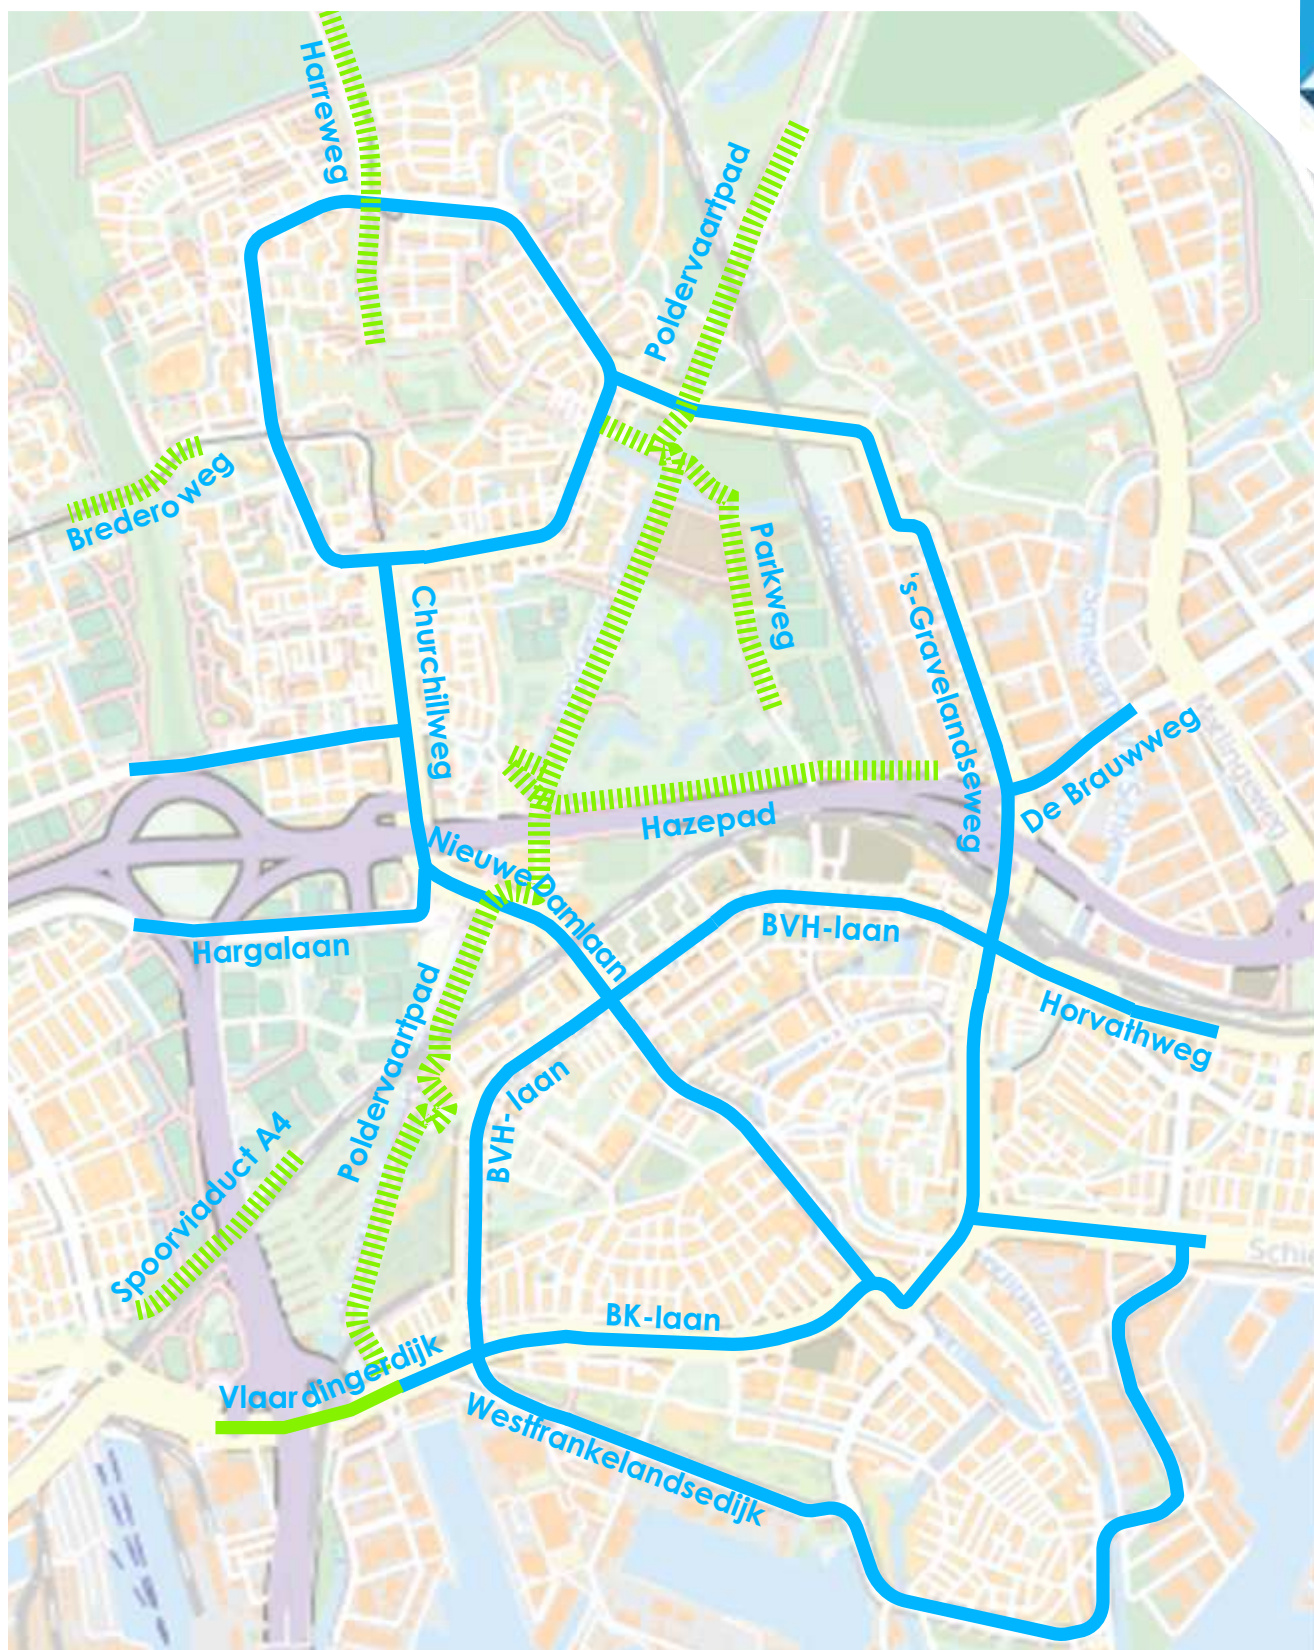 Harreweg
Poldervaartpad
Brederoweg
Parkweg
Churchillweg
's-Gravelandseweg
De Brauwweg
Hazepad
Nieuwe Damlaan
BVH-laan
Hargalaan
Poldervaartpad
Horvathweg
BVH- laan
Spoorviaduct A4
Schi
BK-laan
Vlaardingerdijk
Westfrankelandsedijk